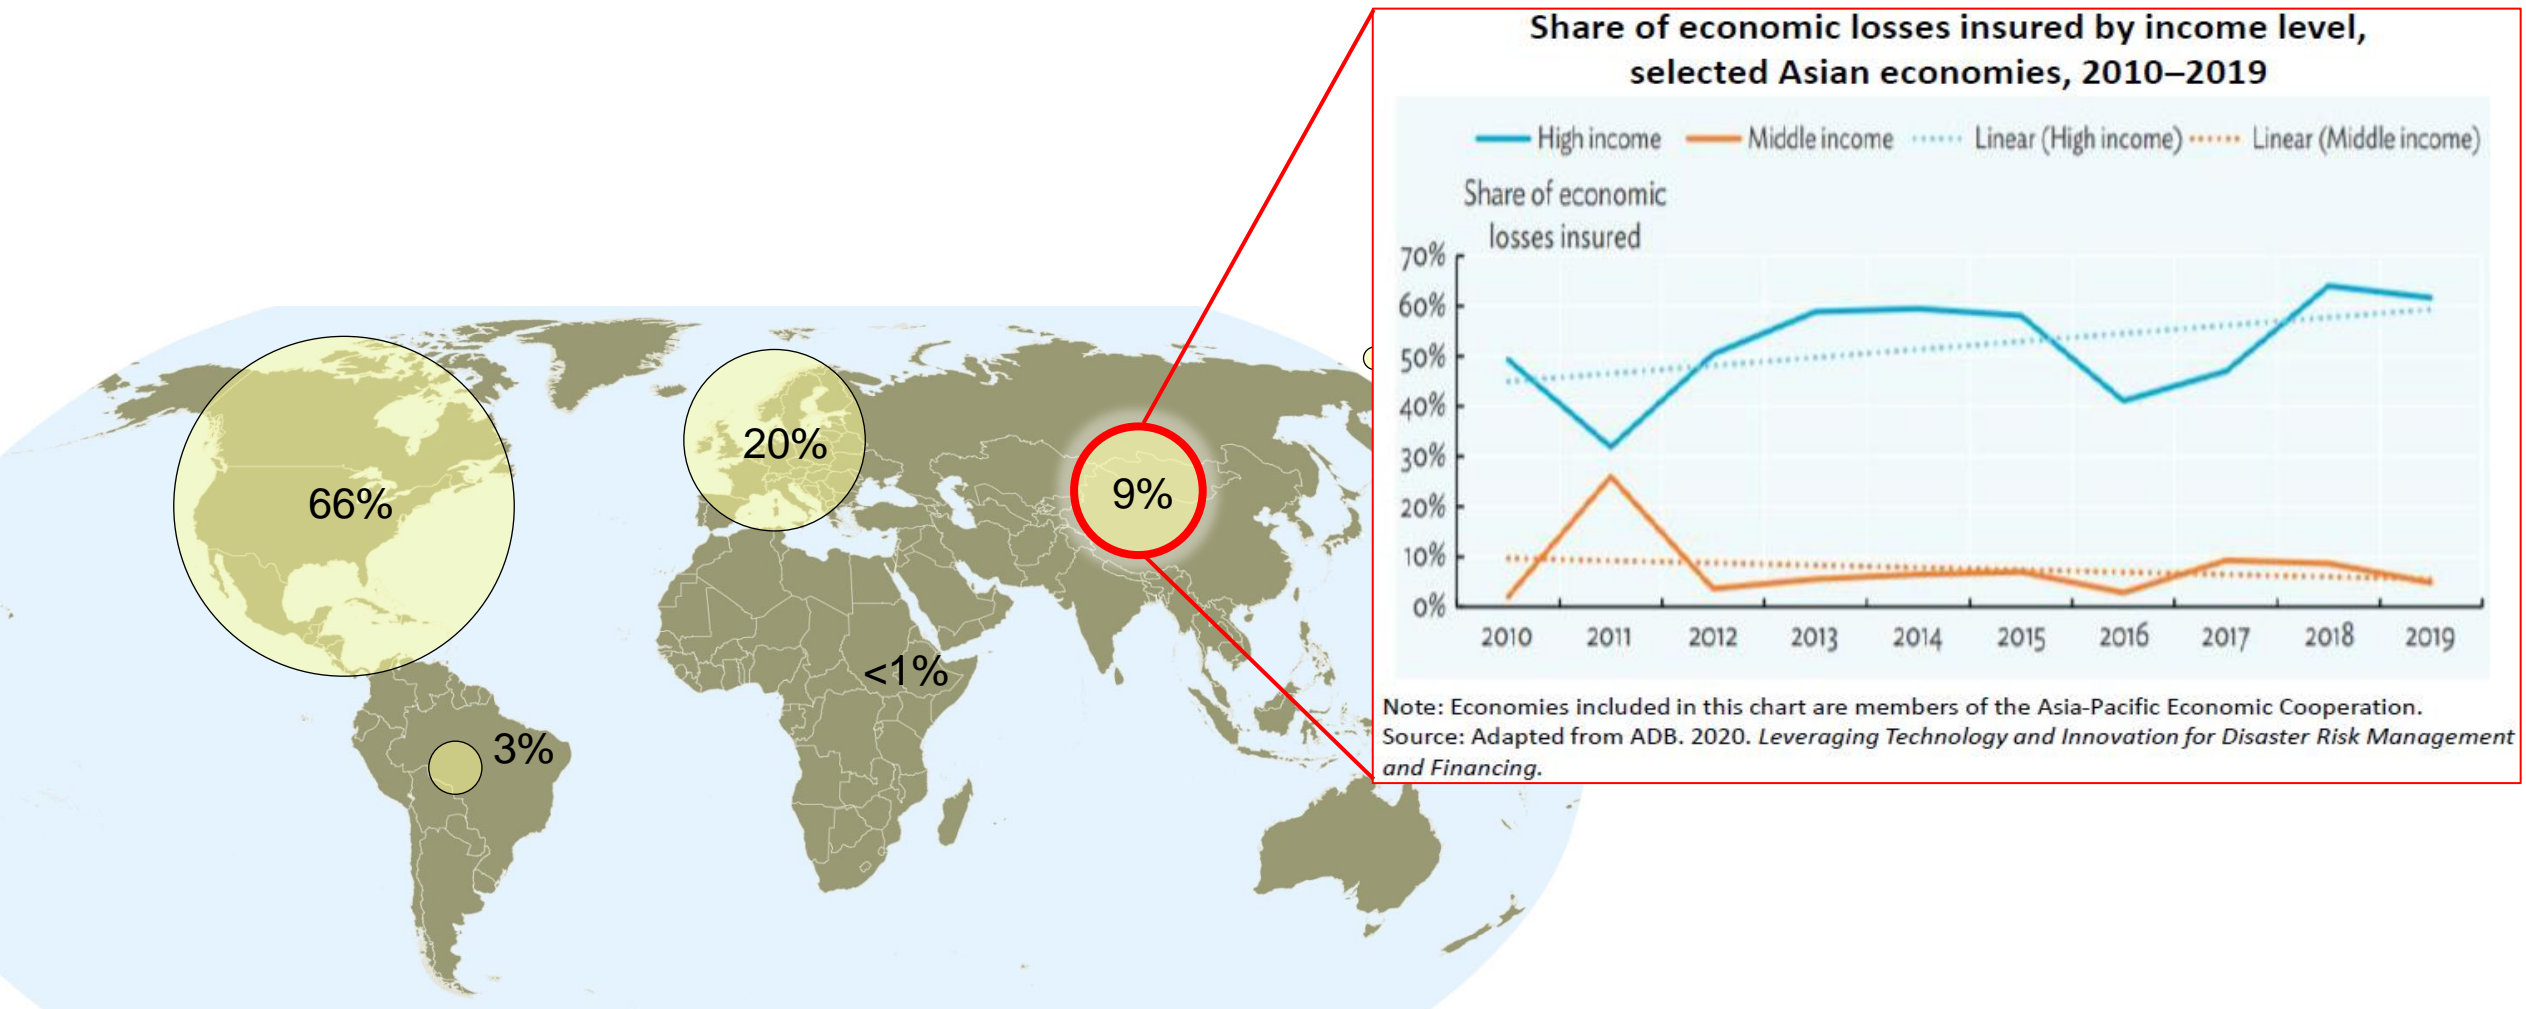 66%
20%
9%
<1%
3%
Share of economic losses insured by income level,
selected Asian economies, 2010–2019
High income
Middle income
Linear (High income)
Linear (Middle income)
Share of economic
losses insured
70%
60%
50%
40%
30%
20%
10%
0%
2010 2011 2012 2013 2014 2015 2016 2017 2018 2019
Note: Economies included in this chart are members of the Asia-Pacific Economic Cooperation.
Source: Adapted from ADB. 2020. Leveraging Technology and Innovation for Disaster Risk Management
and Financing.